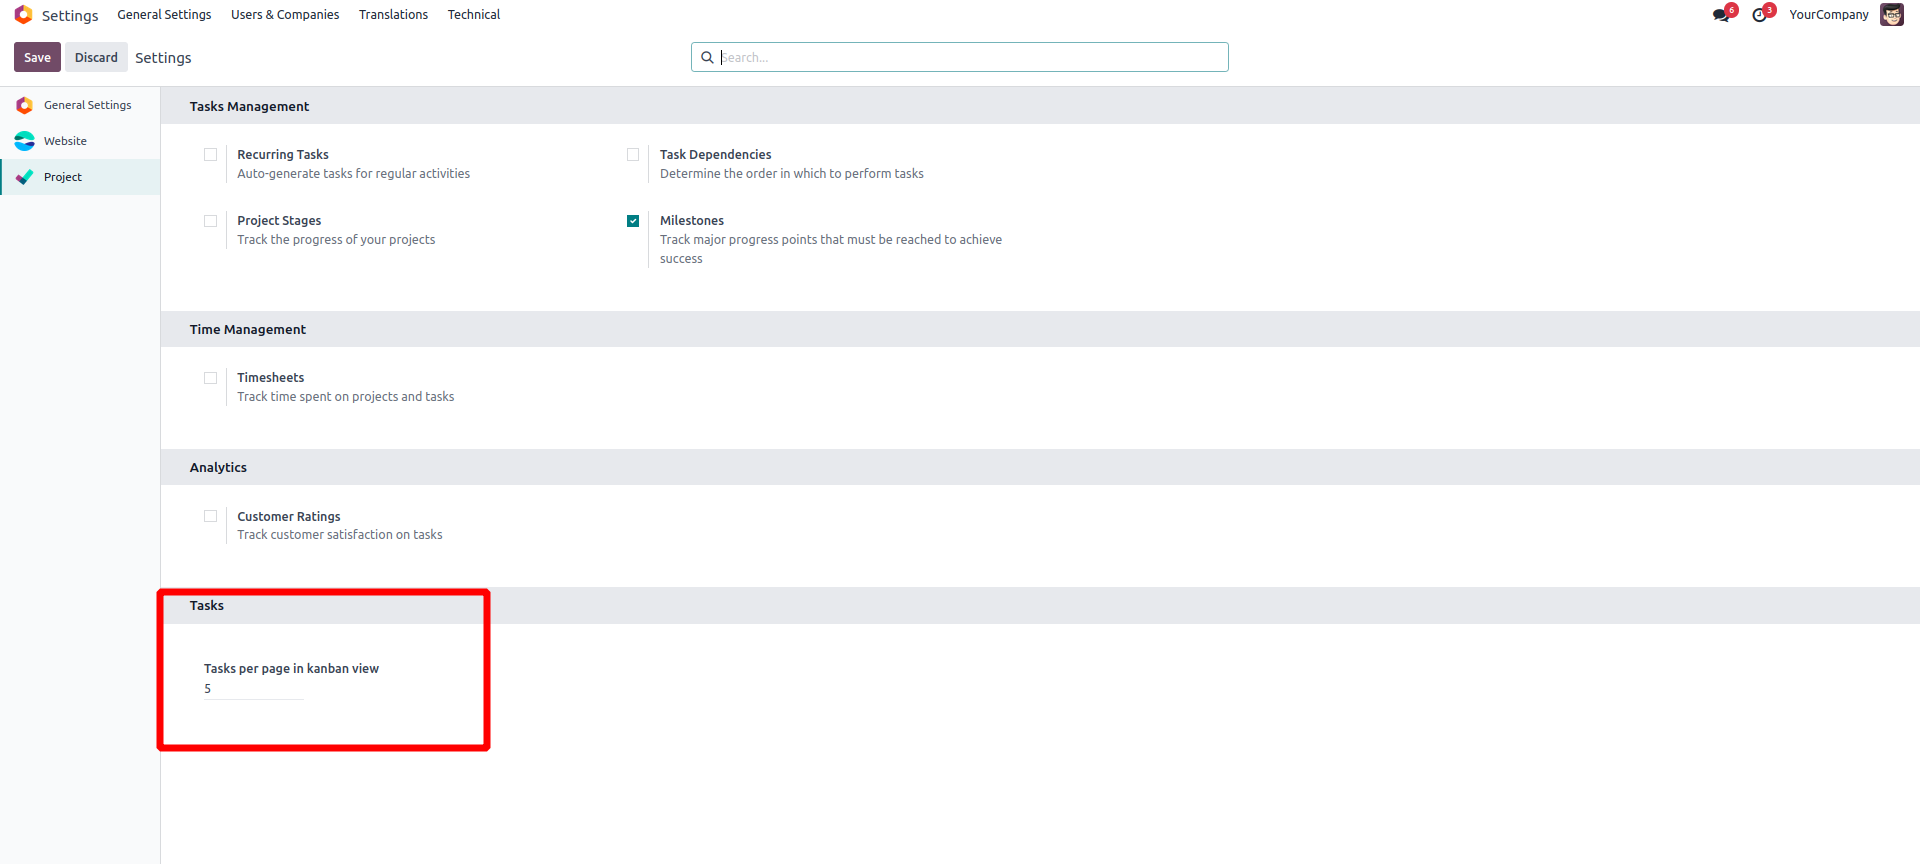 Settings General Settings Users & Companies Translations Technical 6 3 YourCompany
Save Discard Settings Search...
General Settings
Website
Project
Tasks Management
Recurring Tasks
Auto-generate tasks for regular activities
Task Dependencies
Determine the order in which to perform tasks
Project Stages
Track the progress of your projects
Milestones
Track major progress points that must be reached to achieve
success
Time Management
Timesheets
Track time spent on projects and tasks
Analytics
Customer Ratings
Track customer satisfaction on tasks
Tasks
Tasks per page in kanban view
5